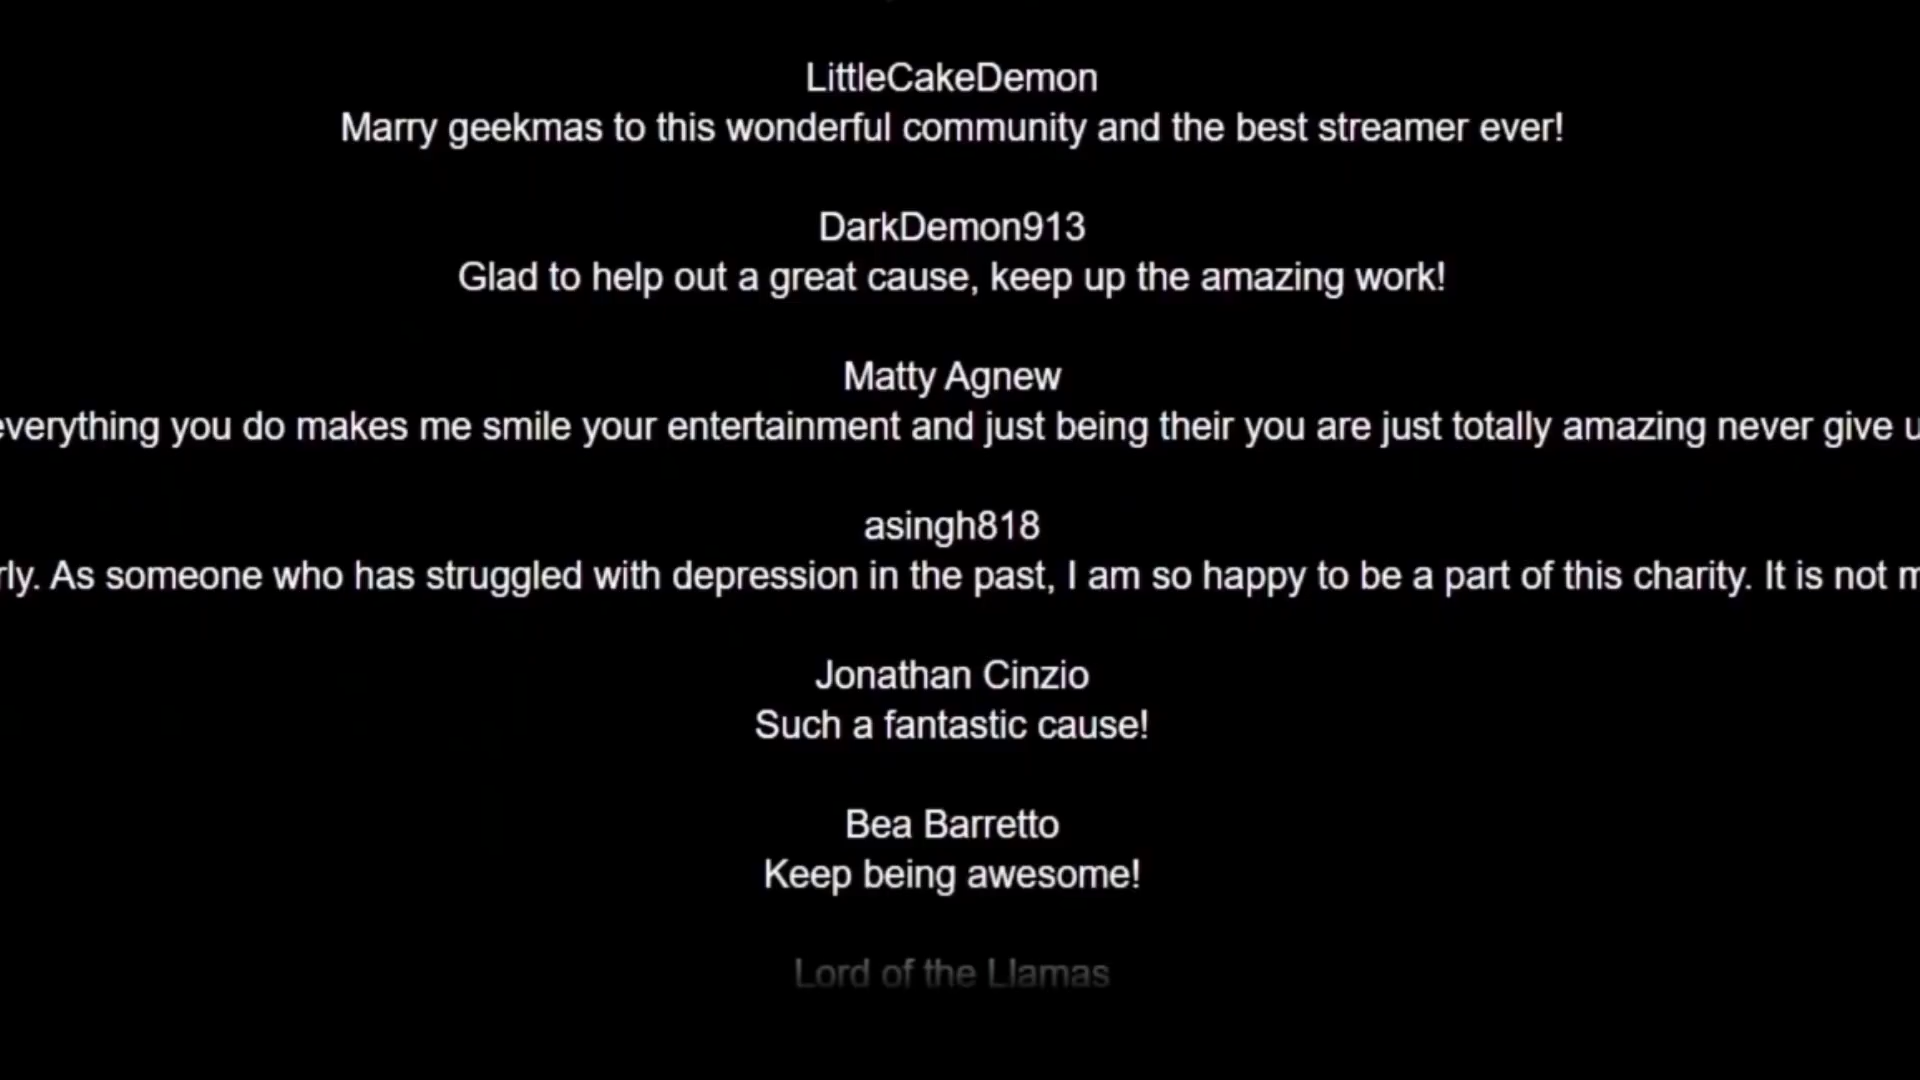 LittleCakeDemon
Marry geekmas to this wonderful community and the best streamer ever!
DarkDemon913
Glad to help out a great cause, keep up the amazing work!
Matty Agnew
everything you do makes me smile your entertainment and just being their you are just totally amazing never give u
asingh818
rly. As someone who has struggled with depression in the past, I am so happy to be a part of this charity. It is not m
Jonathan Cinzio
Such a fantastic cause!
Bea Barretto
Keep being awesome!
Lord of the Llamas